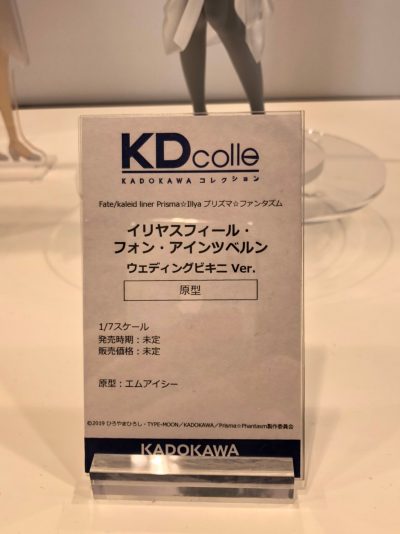 KDcolle
KADOKAWA コレクション
Fate/kaleid liner Prisma☆Illya プリズマ☆ファンタズム
イリヤスフィール・
フォン・アインツベルン
ウェディングビキニ Ver.
原型
1/7スケール
発売時期：未定
販売価格：未定
原型：エムアイシー
©2019 ひろやまひろし・TYPE-MOON／KADOKAWA／Prisma☆Phantasm製作委員会
KADOKAWA